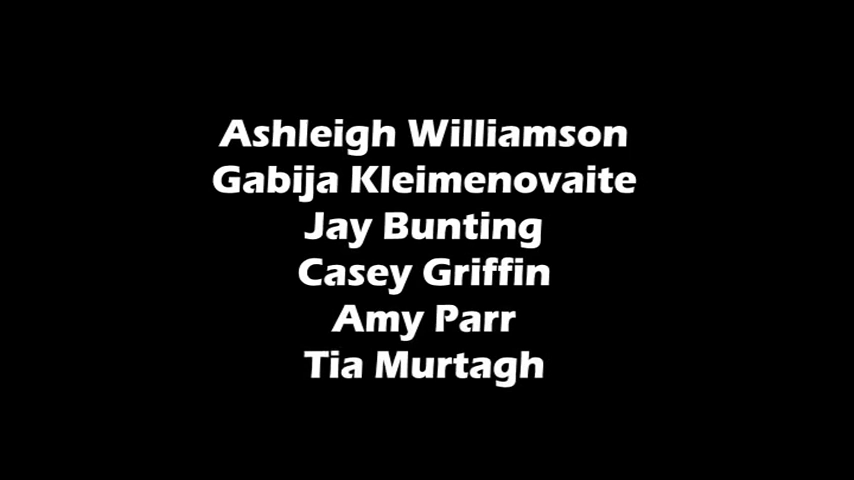 Ashleigh Williamson
Gabija Kleimenovaite
Jay Bunting
Casey Griffin
Amy Parr
Tia Murtagh